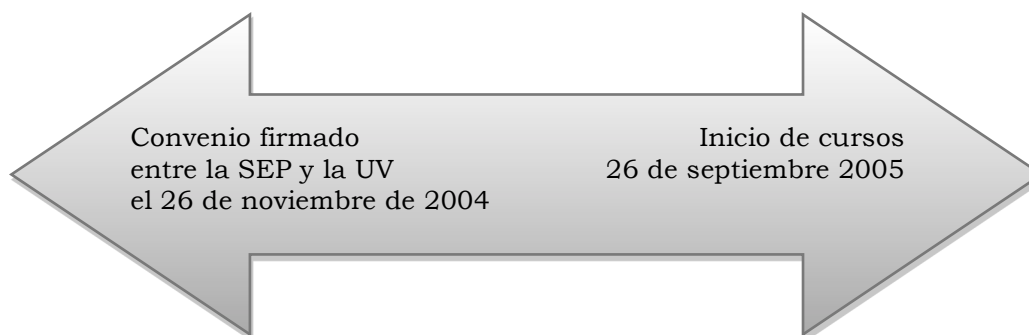 Convenio firmado
entre la SEP y la UV
el 26 de noviembre de 2004
Inicio de cursos
26 de septiembre 2005